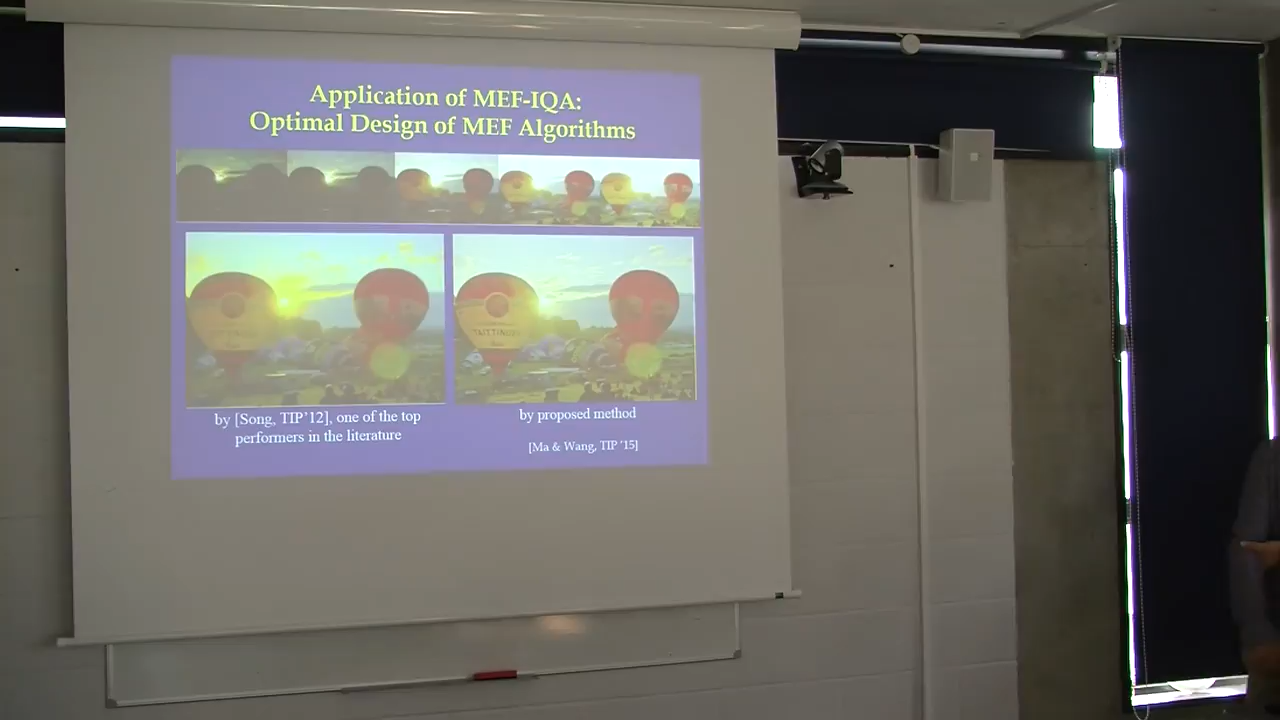 Application of MEF-IQA:
Optimal Design of MEF Algorithms
TAITTINGER
by [Song, TIP'12], one of the top
performers in the literature
by proposed method
[Ma & Wang, TIP '15]